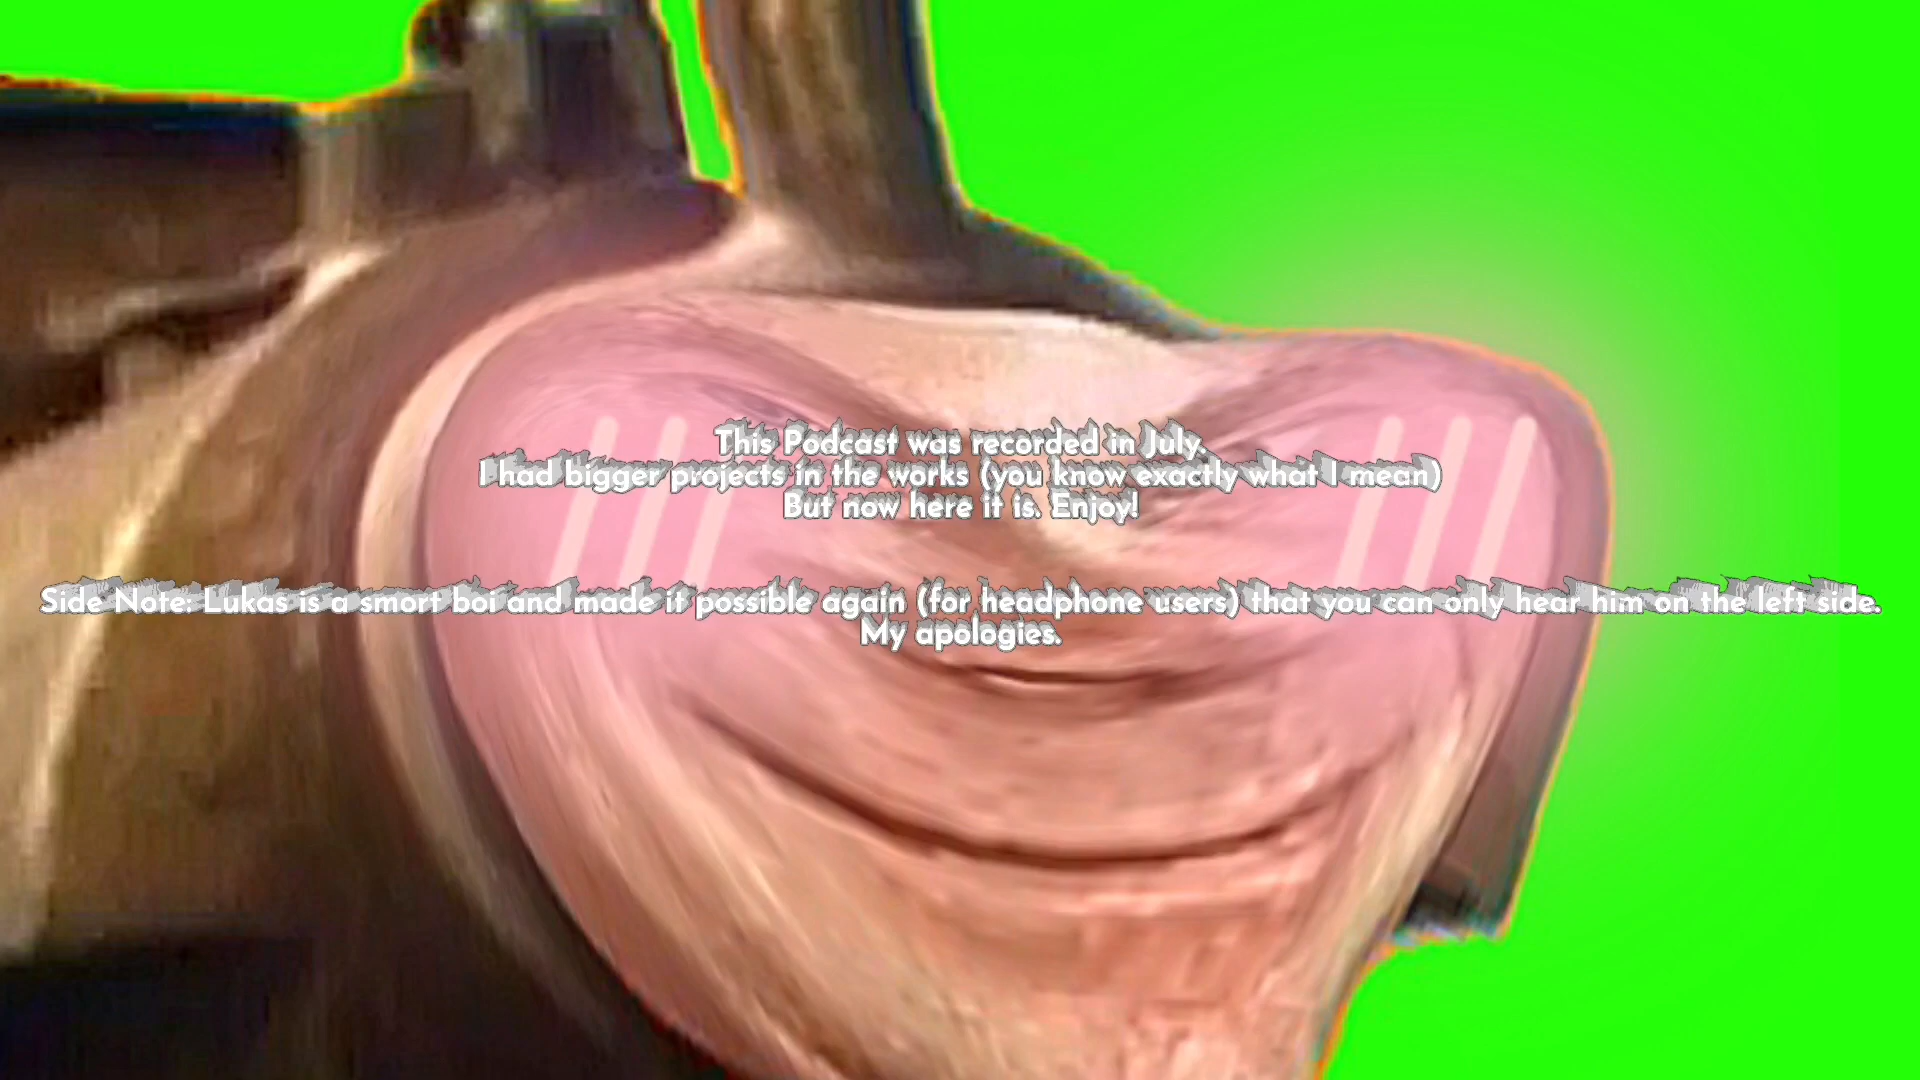 This Podcast was recorded in July.
I had bigger projects in the works (you know exactly what I mean)
But now here it is. Enjoy!
Side Note: Lukas is a smort boi and made it possible again (for headphone users) that you can only hear him on the left side.
My apologies.